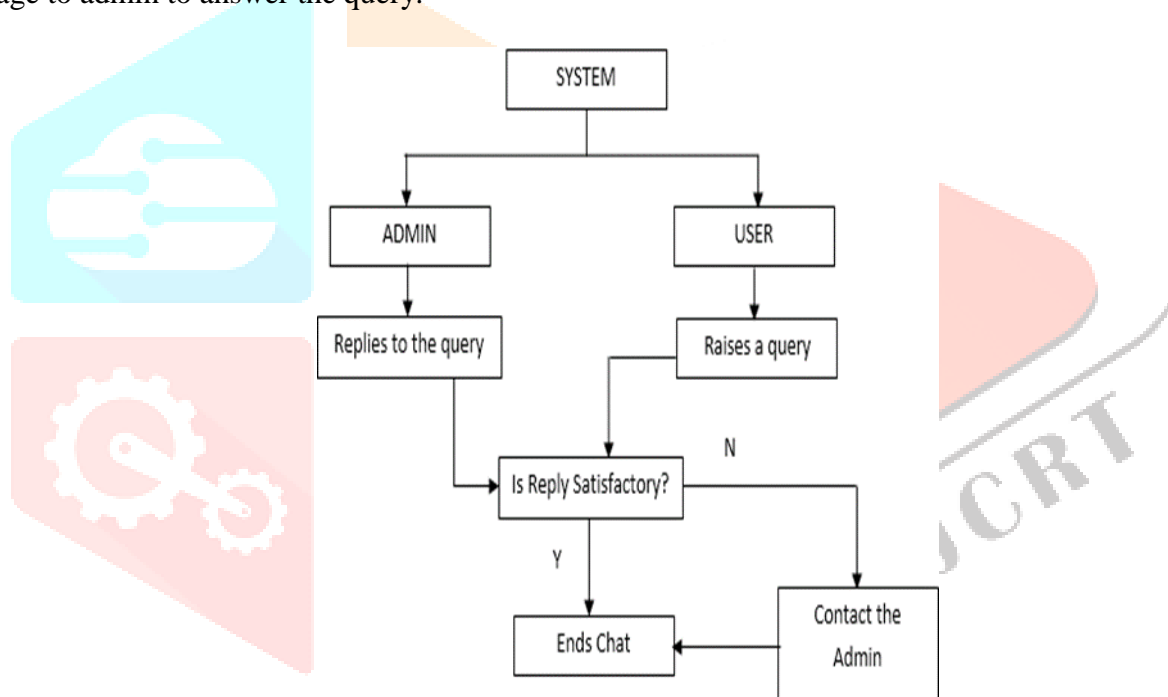 to admin to answer the query.
SYSTEM
ADMIN
USER
Replies to the query
Raises a query
N
Is Reply Satisfactory?
Y
Contact the
Admin
Ends Chat